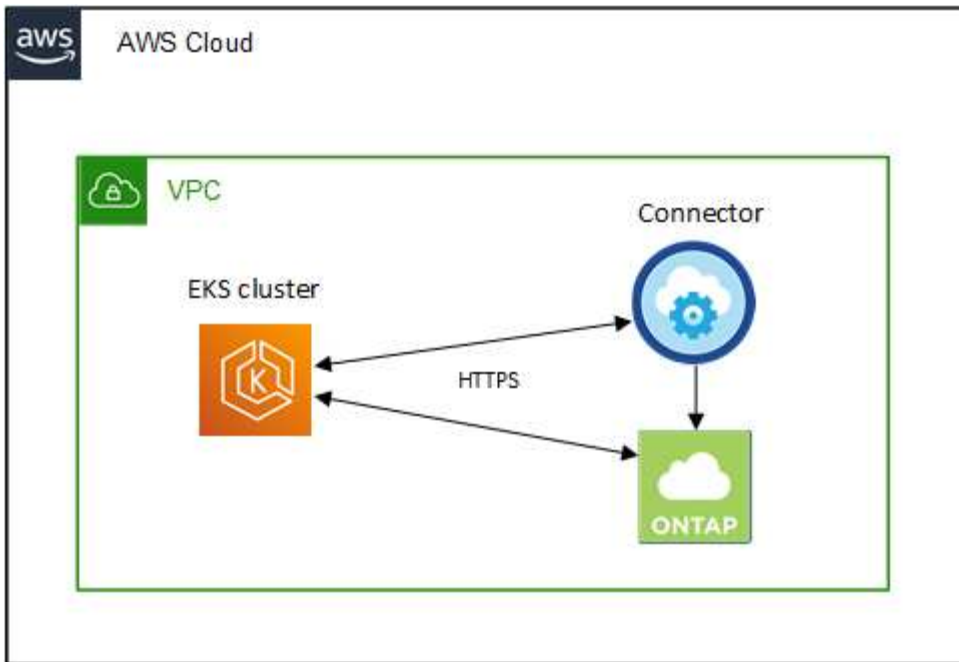 aws
AWS Cloud
VPC
Connector
EKS cluster
K
HTTPS
ONTAP